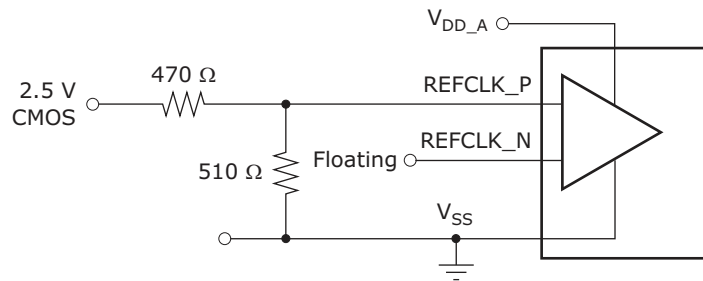 V_DD_A
470 Ω
2.5 V
CMOS
REFCLK_P
REFCLK_N
Floating
510 Ω
V_SS